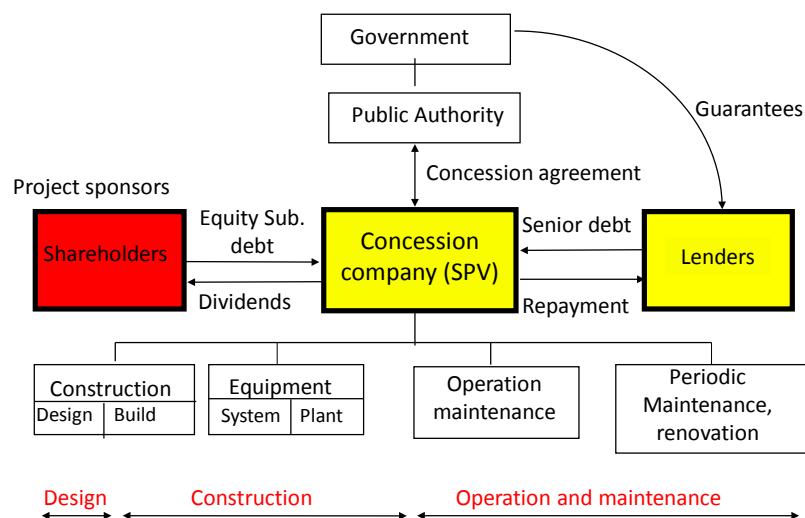 Government
Guarantees
Public Authority
Concession agreement
Project sponsors
Shareholders
Equity Sub.
debt
Dividends
Concession
company (SPV)
Senior debt
Repayment
Lenders
Construction
Design Build
Equipment
System Plant
Operation
maintenance
Periodic
Maintenance,
renovation
Design Construction Operation and maintenance